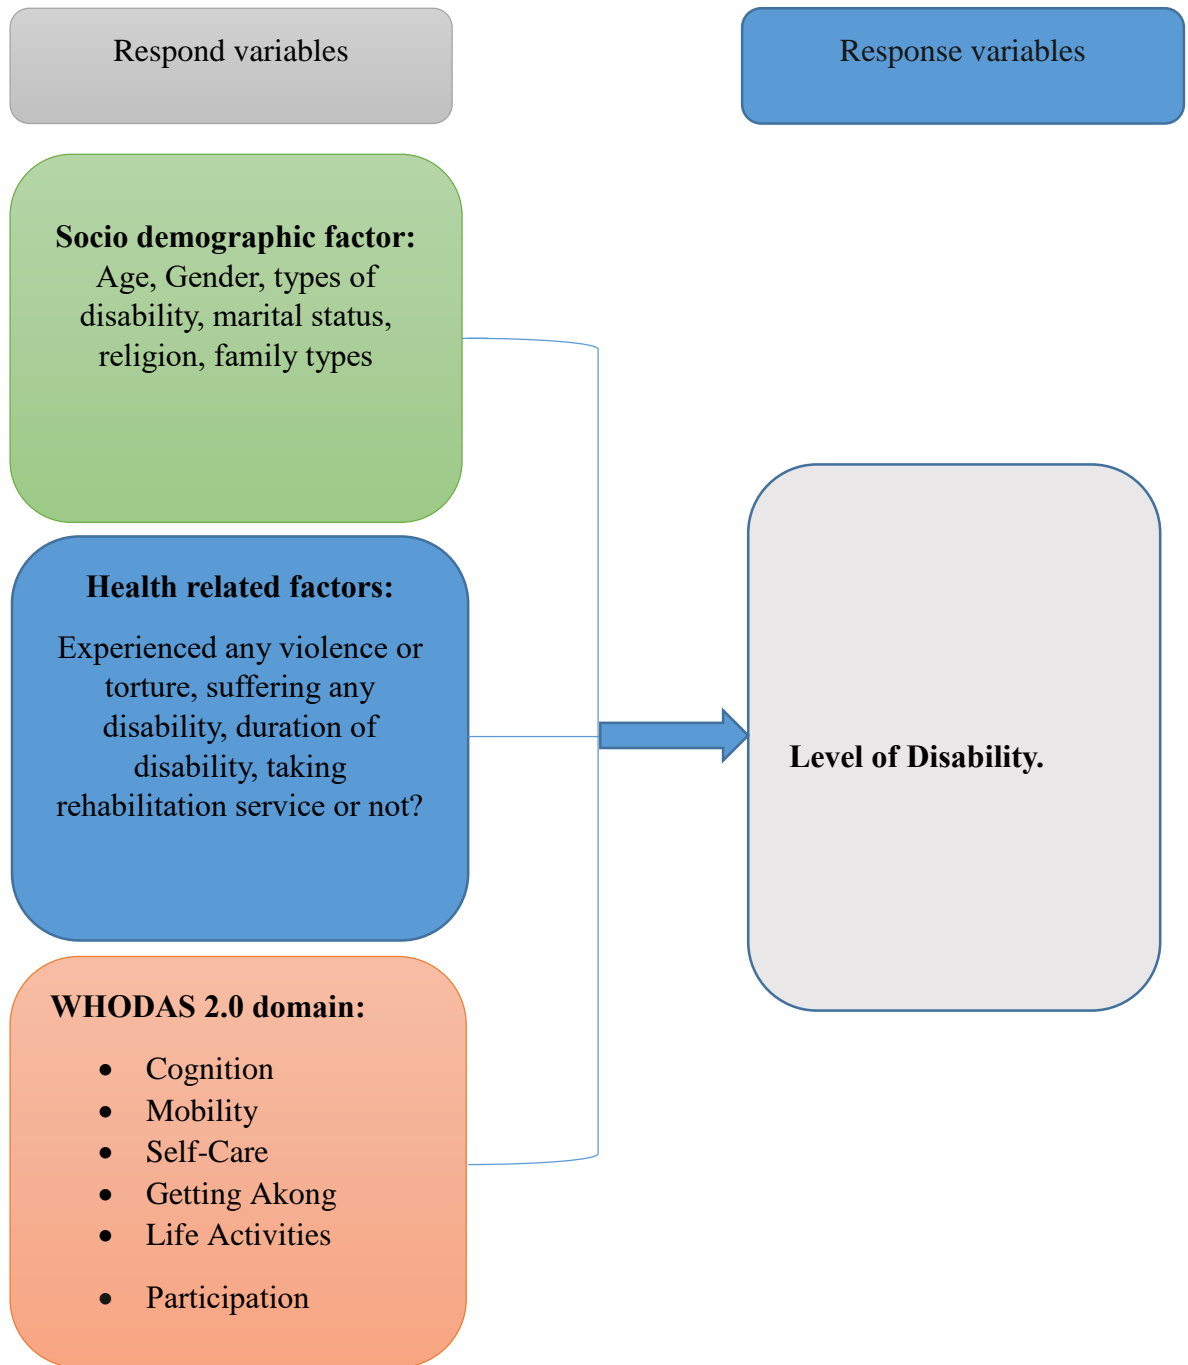 Respond variables
Response variables
Socio demographic factor:
Age, Gender, types of
disability, marital status,
religion, family types
Health related factors:
Experienced any violence or
torture, suffering any
disability, duration of
disability, taking
rehabilitation service or not?
Level of Disability.
WHODAS 2.0 domain:
• Cognition
• Mobility
• Self-Care
• Getting Akong
• Life Activities
• Participation